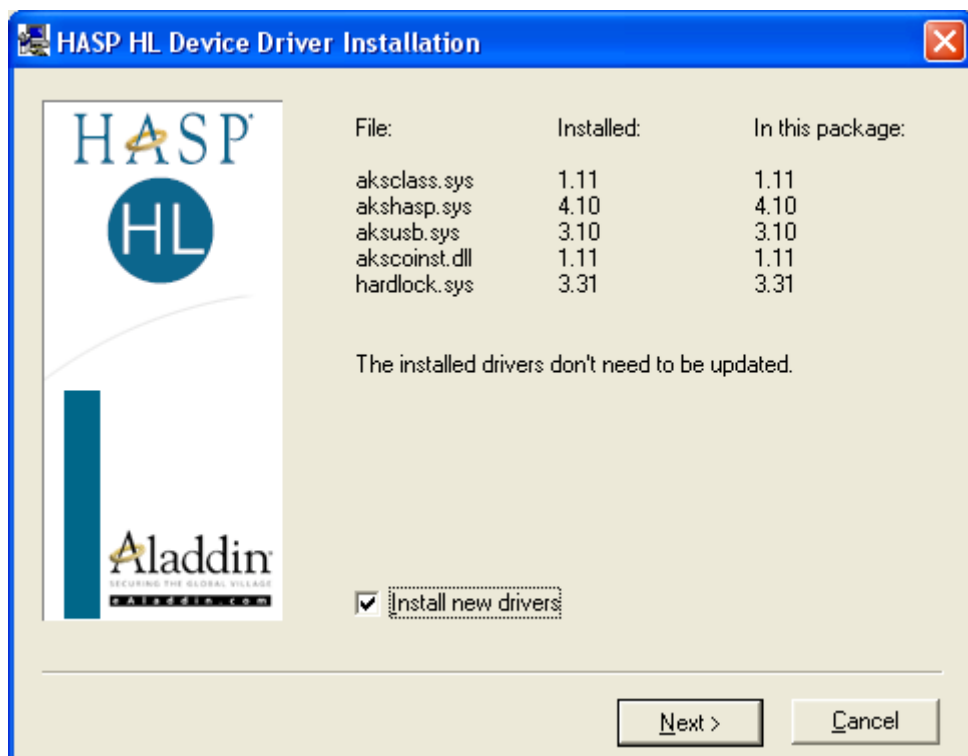 HASP HL Device Driver Installation
HASP
HL
File: Installed: In this package:
aksclass.sys 1.11 1.11
akshasp.sys 4.10 4.10
aksusb.sys 3.10 3.10
akscoinst.dll 1.11 1.11
hardlock.sys 3.31 3.31
The installed drivers don't need to be updated.
Aladdin
SECURING THE GLOBAL VILLAGE
eAladdin.com
Install new drivers
Next >
Cancel